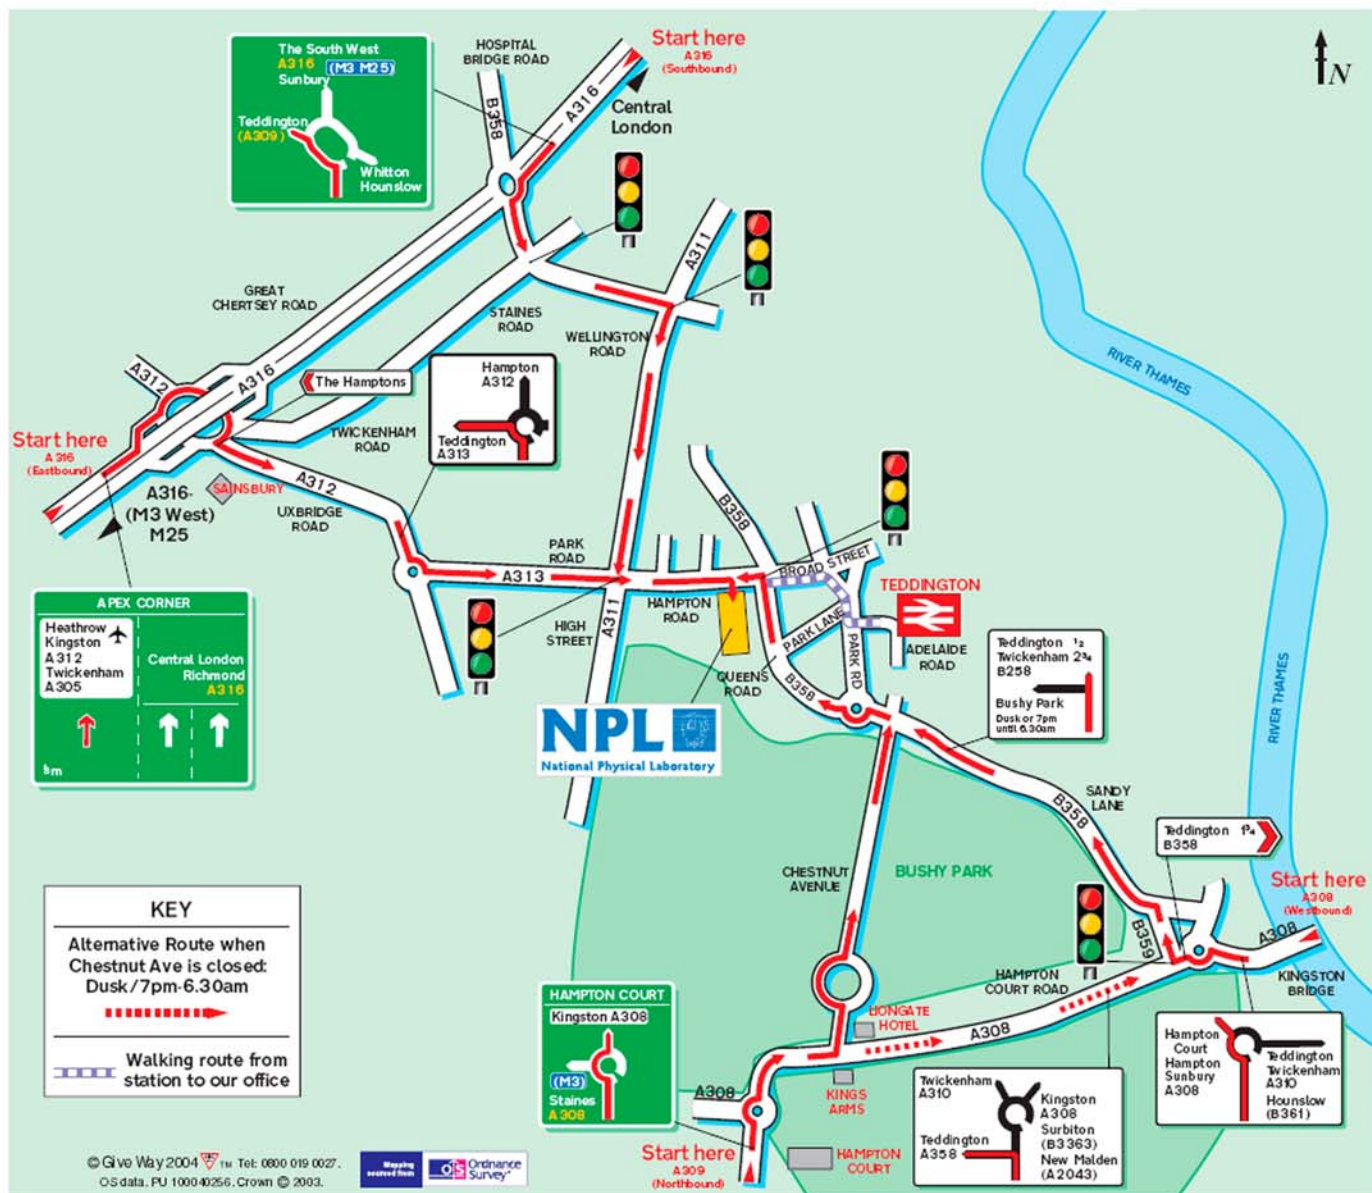 Start here
A316
(Southbound)
HOSPITAL
BRIDGE ROAD
The South West
A316 (M3 M25)
Sunbury
Teddington
(A309)
Whitton
Hounslow
B358
A316
Central
London
N
A311
GREAT
CHERTSEY ROAD
STAINES
ROAD
WELLINGTON
ROAD
RIVER THAMES
A312
A316
The Hamptons
Hampton
A312
Teddington
A313
TWICKENHAM
ROAD
Start here
A316
(Eastbound)
SAINSBURY
A312
UXBRIDGE
ROAD
A316-
(M3 West)
M25
B358
PARK
ROAD
A313
BROAD STREET
TEDDINGTON
HAMPTON
ROAD
HIGH
STREET
A311
PARK LANE
PARK RD
ADELAIDE
ROAD
QUEENS
ROAD
B358
APEX CORNER
Heathrow
Kingston
A312
Twickenham
A305
Central London
Richmond
A316
Teddington ½
Twickenham 2¾
B258
Bushy Park
Dusk or 7pm
until 6.30am
NPL
National Physical Laboratory
RIVER THAMES
SANDY
LANE
B358
Teddington 1¾
B358
CHESTNUT
AVENUE
BUSHY PARK
Start here
A308
(Westbound)
A308
KINGSTON
BRIDGE
B359
HAMPTON
COURT ROAD
KEY
Alternative Route when
Chestnut Ave is closed:
Dusk/7pm-6.30am
Walking route from
station to our office
HAMPTON COURT
Kingston A308
(M3)
Staines
A308
LIONGATE
HOTEL
A308
KINGS
ARMS
A308
Hampton
Court
Hampton
Sunbury
A308
Teddington
Twickenham
A310
Hounslow
(B361)
Twickenham
A310
Teddington
A358
Kingston
A308
Surbiton
(B3363)
New Malden
(A2043)
Start here
A309
(Northbound)
HAMPTON
COURT
© Give Way 2004 TM Tel: 0800 019 0027.
OS data. PU 100040256. Crown © 2003.
Mapping
sourced from
OS Ordnance
Survey